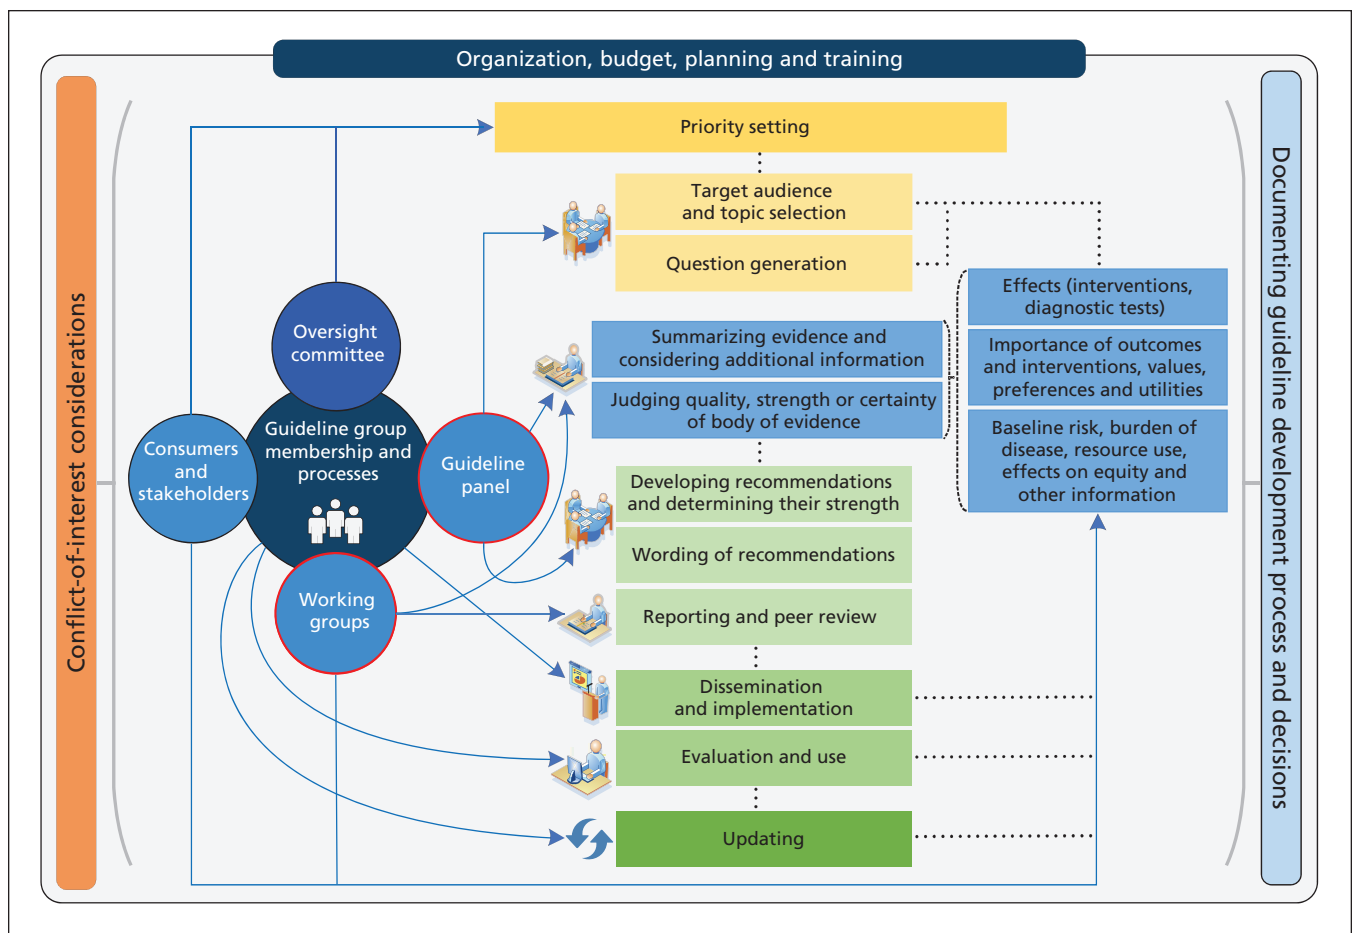 Organization, budget, planning and training
Conflict-of-interest considerations
Priority setting
Target audience
and topic selection
Question generation
Oversight
committee
Guideline group
membership and
processes
Consumers
and
stakeholders
Guideline
panel
Working
groups
Summarizing evidence and
considering additional information
Judging quality, strength or certainty
of body of evidence
Effects (interventions,
diagnostic tests)
Importance of outcomes
and interventions, values,
preferences and utilities
Baseline risk, burden of
disease, resource use,
effects on equity and
other information
Developing recommendations
and determining their strength
Wording of recommendations
Reporting and peer review
Dissemination
and implementation
Evaluation and use
Updating
Documenting guideline development process and decisions